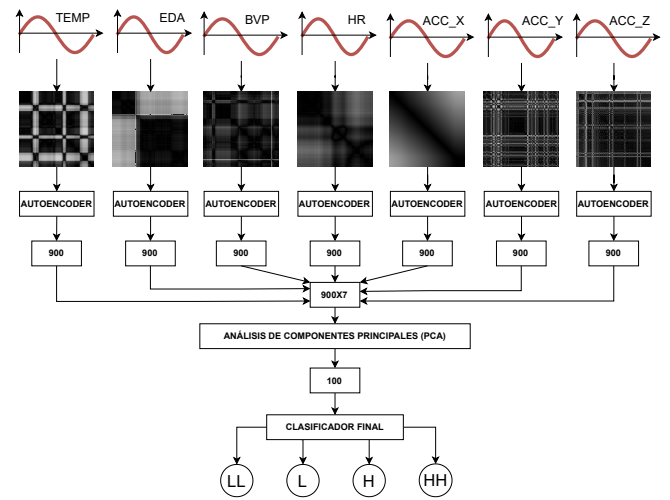 TEMP EDA BVP HR ACC_X ACC_Y ACC_Z
AUTOENCODER AUTOENCODER AUTOENCODER AUTOENCODER AUTOENCODER AUTOENCODER AUTOENCODER
900 900 900 900 900 900 900
900X7
ANÁLISIS DE COMPONENTES PRINCIPALES (PCA)
100
CLASIFICADOR FINAL
LL L H HH